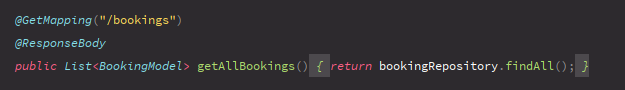 @GetMapping("/bookings")
@ResponseBody
public List<BookingModel> getAllBookings() { return bookingRepository.findAll(); }